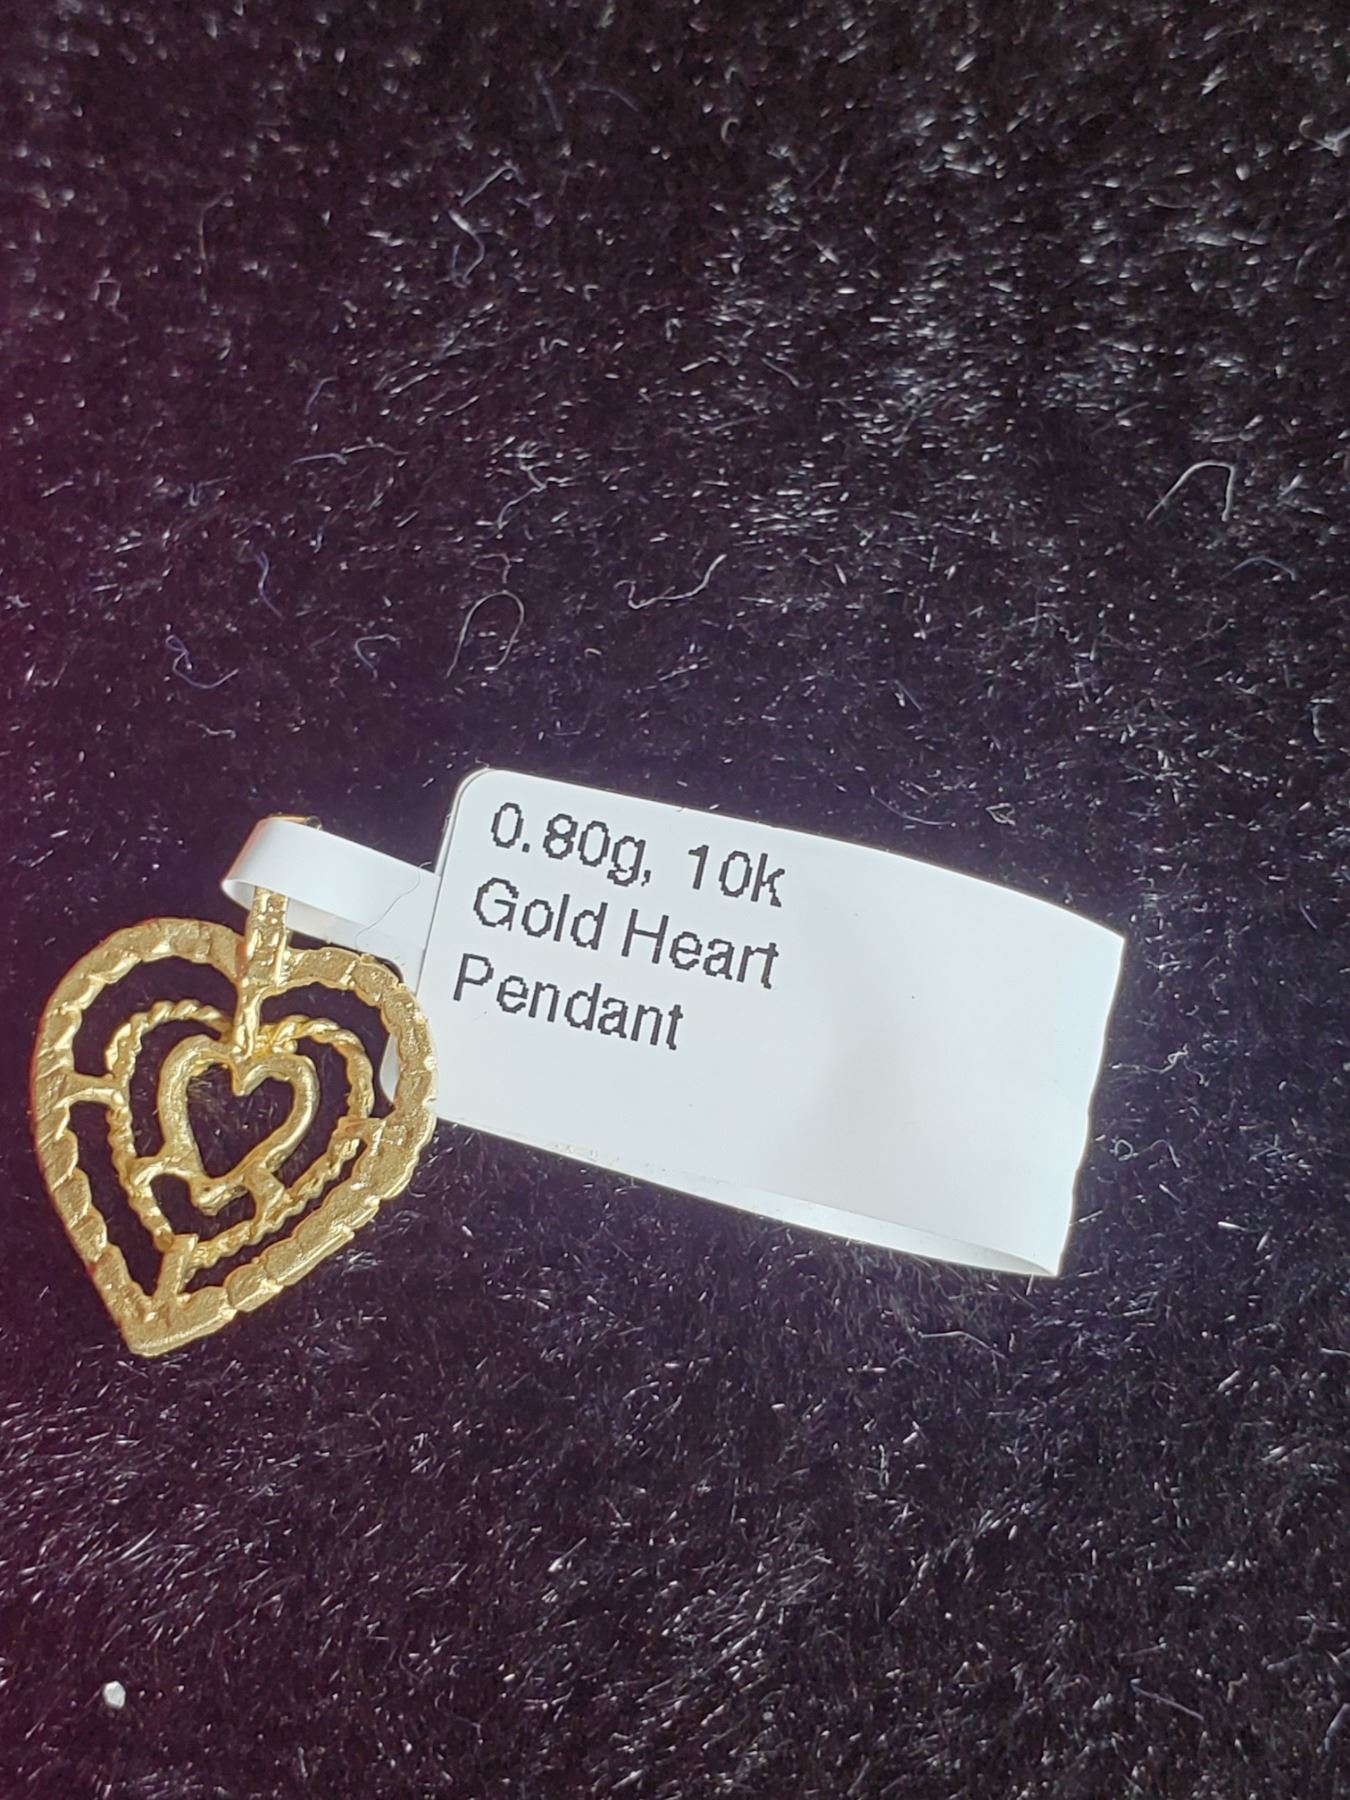 0.80g, 10k
Gold Heart
Pendant